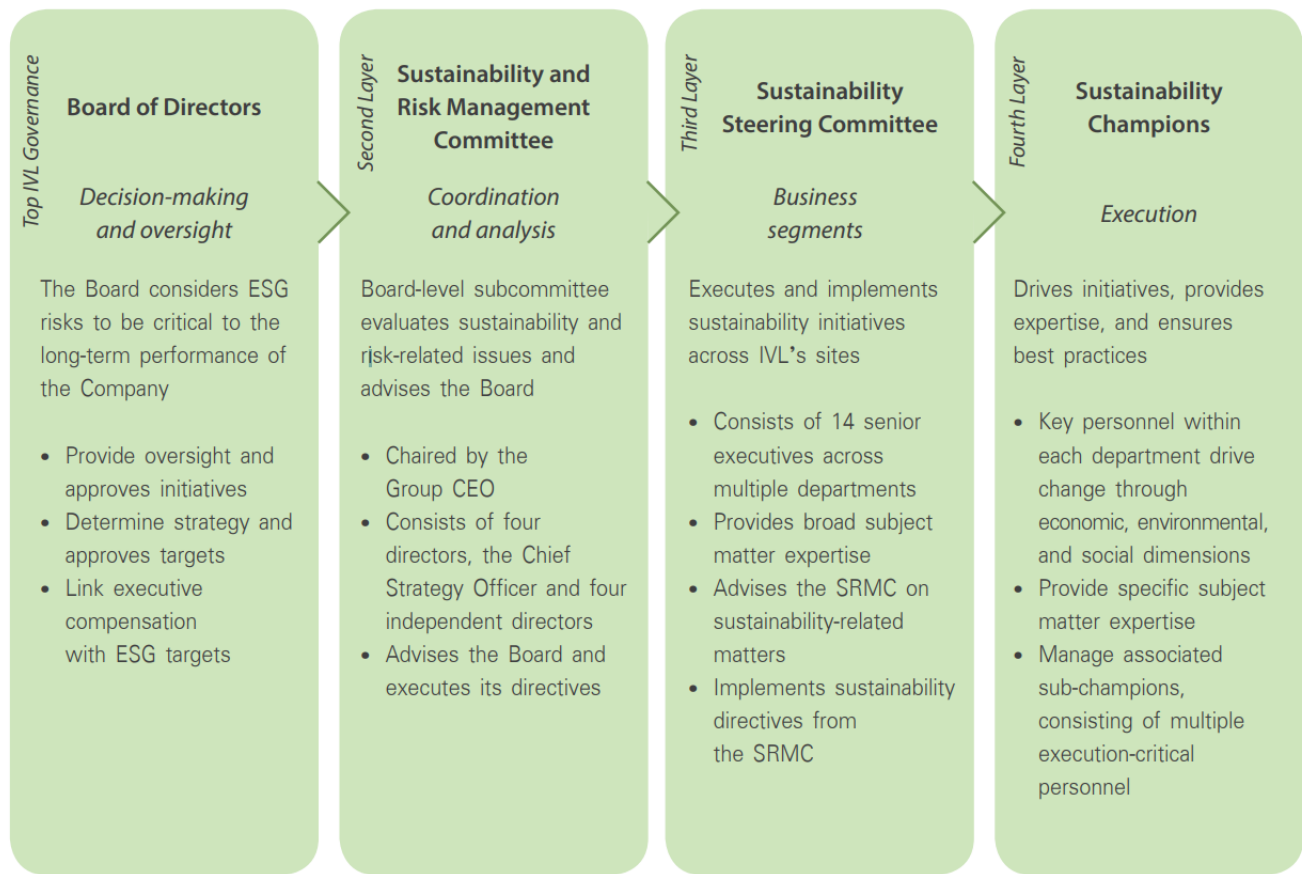 Top IVL Governance
Board of Directors
Decision-making
and oversight
The Board considers ESG
risks to be critical to the
long-term performance of
the Company
• Provide oversight and
approves initiatives
• Determine strategy and
approves targets
• Link executive
compensation
with ESG targets
Second Layer
Sustainability and
Risk Management
Committee
Coordination
and analysis
Board-level subcommittee
evaluates sustainability and
risk-related issues and
advises the Board
• Chaired by the
Group CEO
• Consists of four
directors, the Chief
Strategy Officer and four
independent directors
• Advises the Board and
executes its directives
Third Layer
Sustainability
Steering Committee
Business
segments
Executes and implements
sustainability initiatives
across IVL’s sites
• Consists of 14 senior
executives across
multiple departments
• Provides broad subject
matter expertise
• Advises the SRMC on
sustainability-related
matters
• Implements sustainability
directives from
the SRMC
Fourth Layer
Sustainability
Champions
Execution
Drives initiatives, provides
expertise, and ensures
best practices
• Key personnel within
each department drive
change through
economic, environmental,
and social dimensions
• Provide specific subject
matter expertise
• Manage associated
sub-champions,
consisting of multiple
execution-critical
personnel